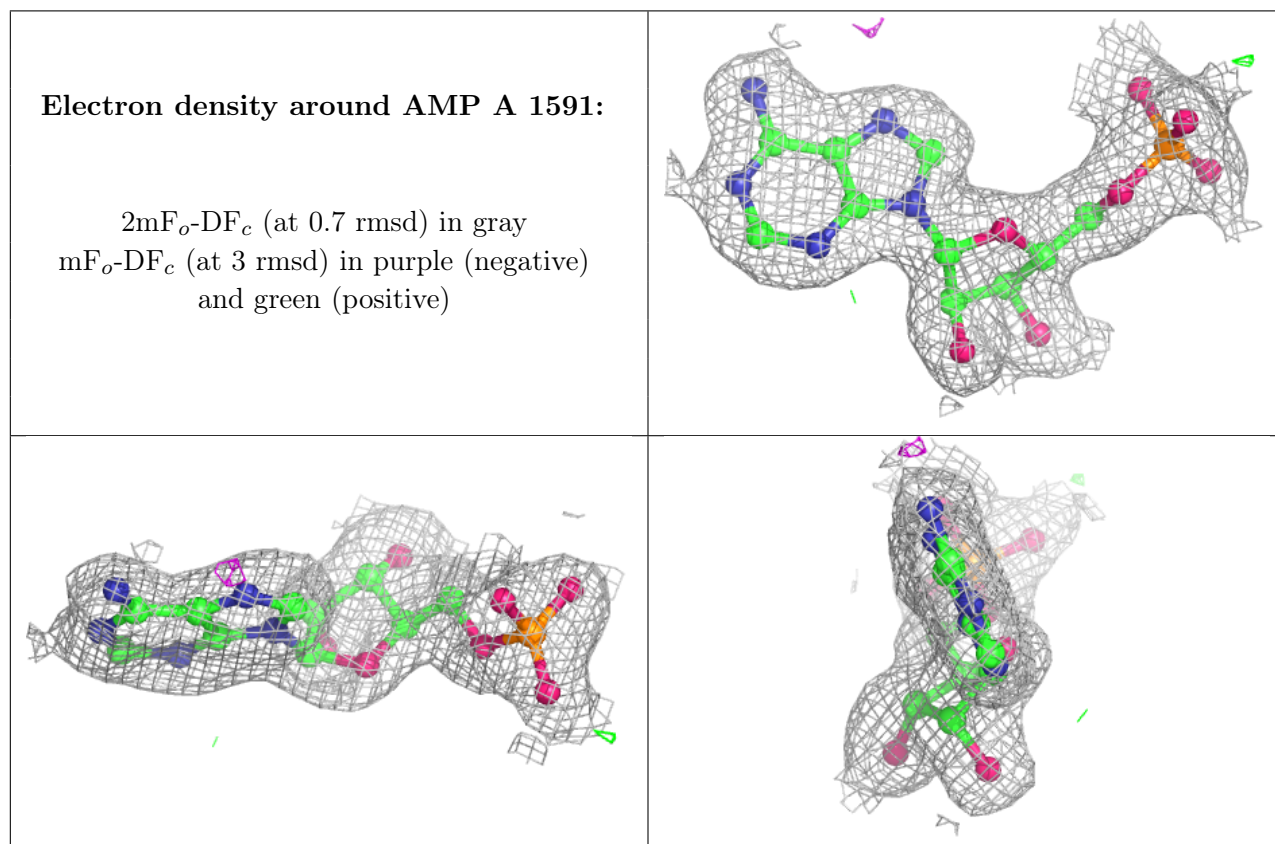 Electron density around AMP A 1591:
2mFo-DFc (at 0.7 rmsd) in gray
mFo-DFc (at 3 rmsd) in purple (negative)
and green (positive)